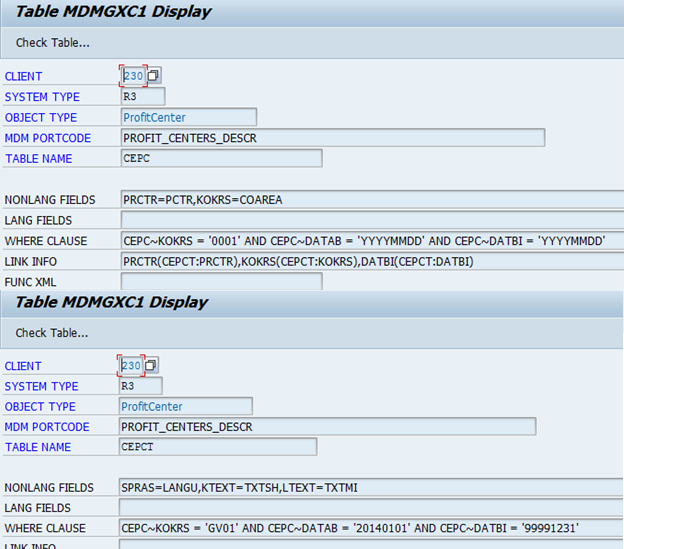 Table MDMGXC1 Display
Check Table...
CLIENT 230
SYSTEM TYPE R3
OBJECT TYPE ProfitCenter
MDM PORTCODE PROFIT_CENTERS_DESCR
TABLE NAME CEPC
NONLANG FIELDS PRCTR=PCTR,KOKRS=COAREA
LANG FIELDS
WHERE CLAUSE CEPC~KOKRS = '0001' AND CEPC~DATAB = 'YYYYMMDD' AND CEPC~DATBI = 'YYYYMMDD'
LINK INFO PRCTR(CEPCT:PRCTR),KOKRS(CEPCT:KOKRS),DATBI(CEPCT:DATBI)
FUNC XML
Table MDMGXC1 Display
Check Table...
CLIENT 230
SYSTEM TYPE R3
OBJECT TYPE ProfitCenter
MDM PORTCODE PROFIT_CENTERS_DESCR
TABLE NAME CEPCT
NONLANG FIELDS SPRAS=LANGU,KTEXT=TXTSH,LTEXT=TXTMI
LANG FIELDS
WHERE CLAUSE CEPC~KOKRS = 'GV01' AND CEPC~DATAB = '20140101' AND CEPC~DATBI = '99991231'
LINK INFO